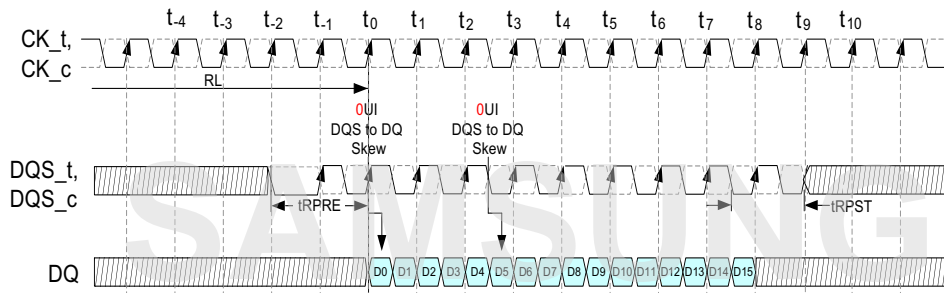 t-4 t-3 t-2 t-1 t0 t1 t2 t3 t4 t5 t6 t7 t8 t9 t10
CK_t,
CK_c
RL
0UI
DQS to DQ
Skew
0UI
DQS to DQ
Skew
DQS_t,
DQS_c
tRPRE
tRPST
SAMSUNG
DQ
D0 D1 D2 D3 D4 D5 D6 D7 D8 D9 D10 D11 D12 D13 D14 D15